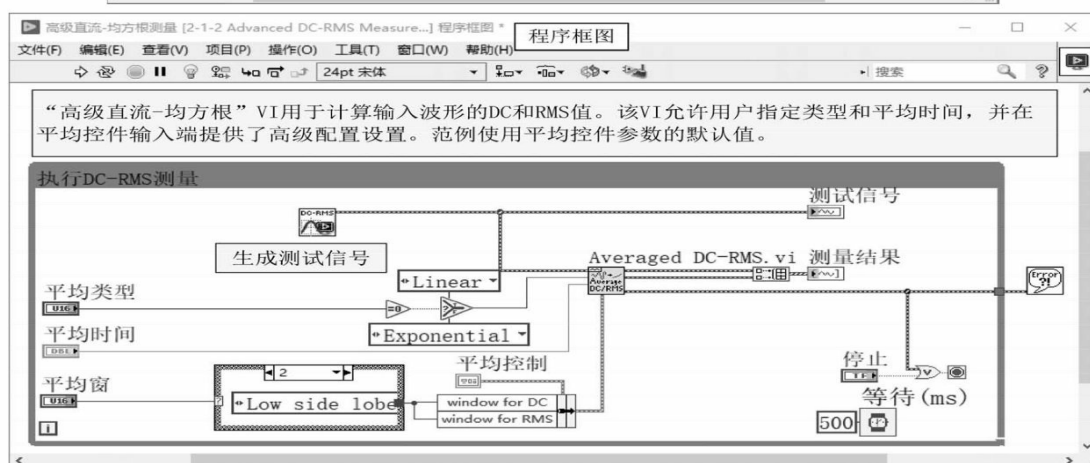 高级直流-均方根测量 [2-1-2 Advanced DC-RMS Measure...] 程序框图 *
程序框图
文件(F) 编辑(E) 查看(V) 项目(P) 操作(O) 工具(T) 窗口(W) 帮助(H)
24pt 宋体
搜索
“高级直流-均方根”VI用于计算输入波形的DC和RMS值。该VI允许用户指定类型和平均时间，并在
平均控件输入端提供了高级配置设置。范例使用平均控件参数的默认值。
执行DC-RMS测量
测试信号
DC-RMS
生成测试信号
Averaged DC-RMS.vi 测量结果
Linear
Average
DC/RMS
Error
?!
平均类型
U16
=0
?
平均时间
DBL
Exponential
平均控制
停止
TF
V
平均窗
2
U16
?
Low side lobe
window for DC
window for RMS
等待(ms)
500
i